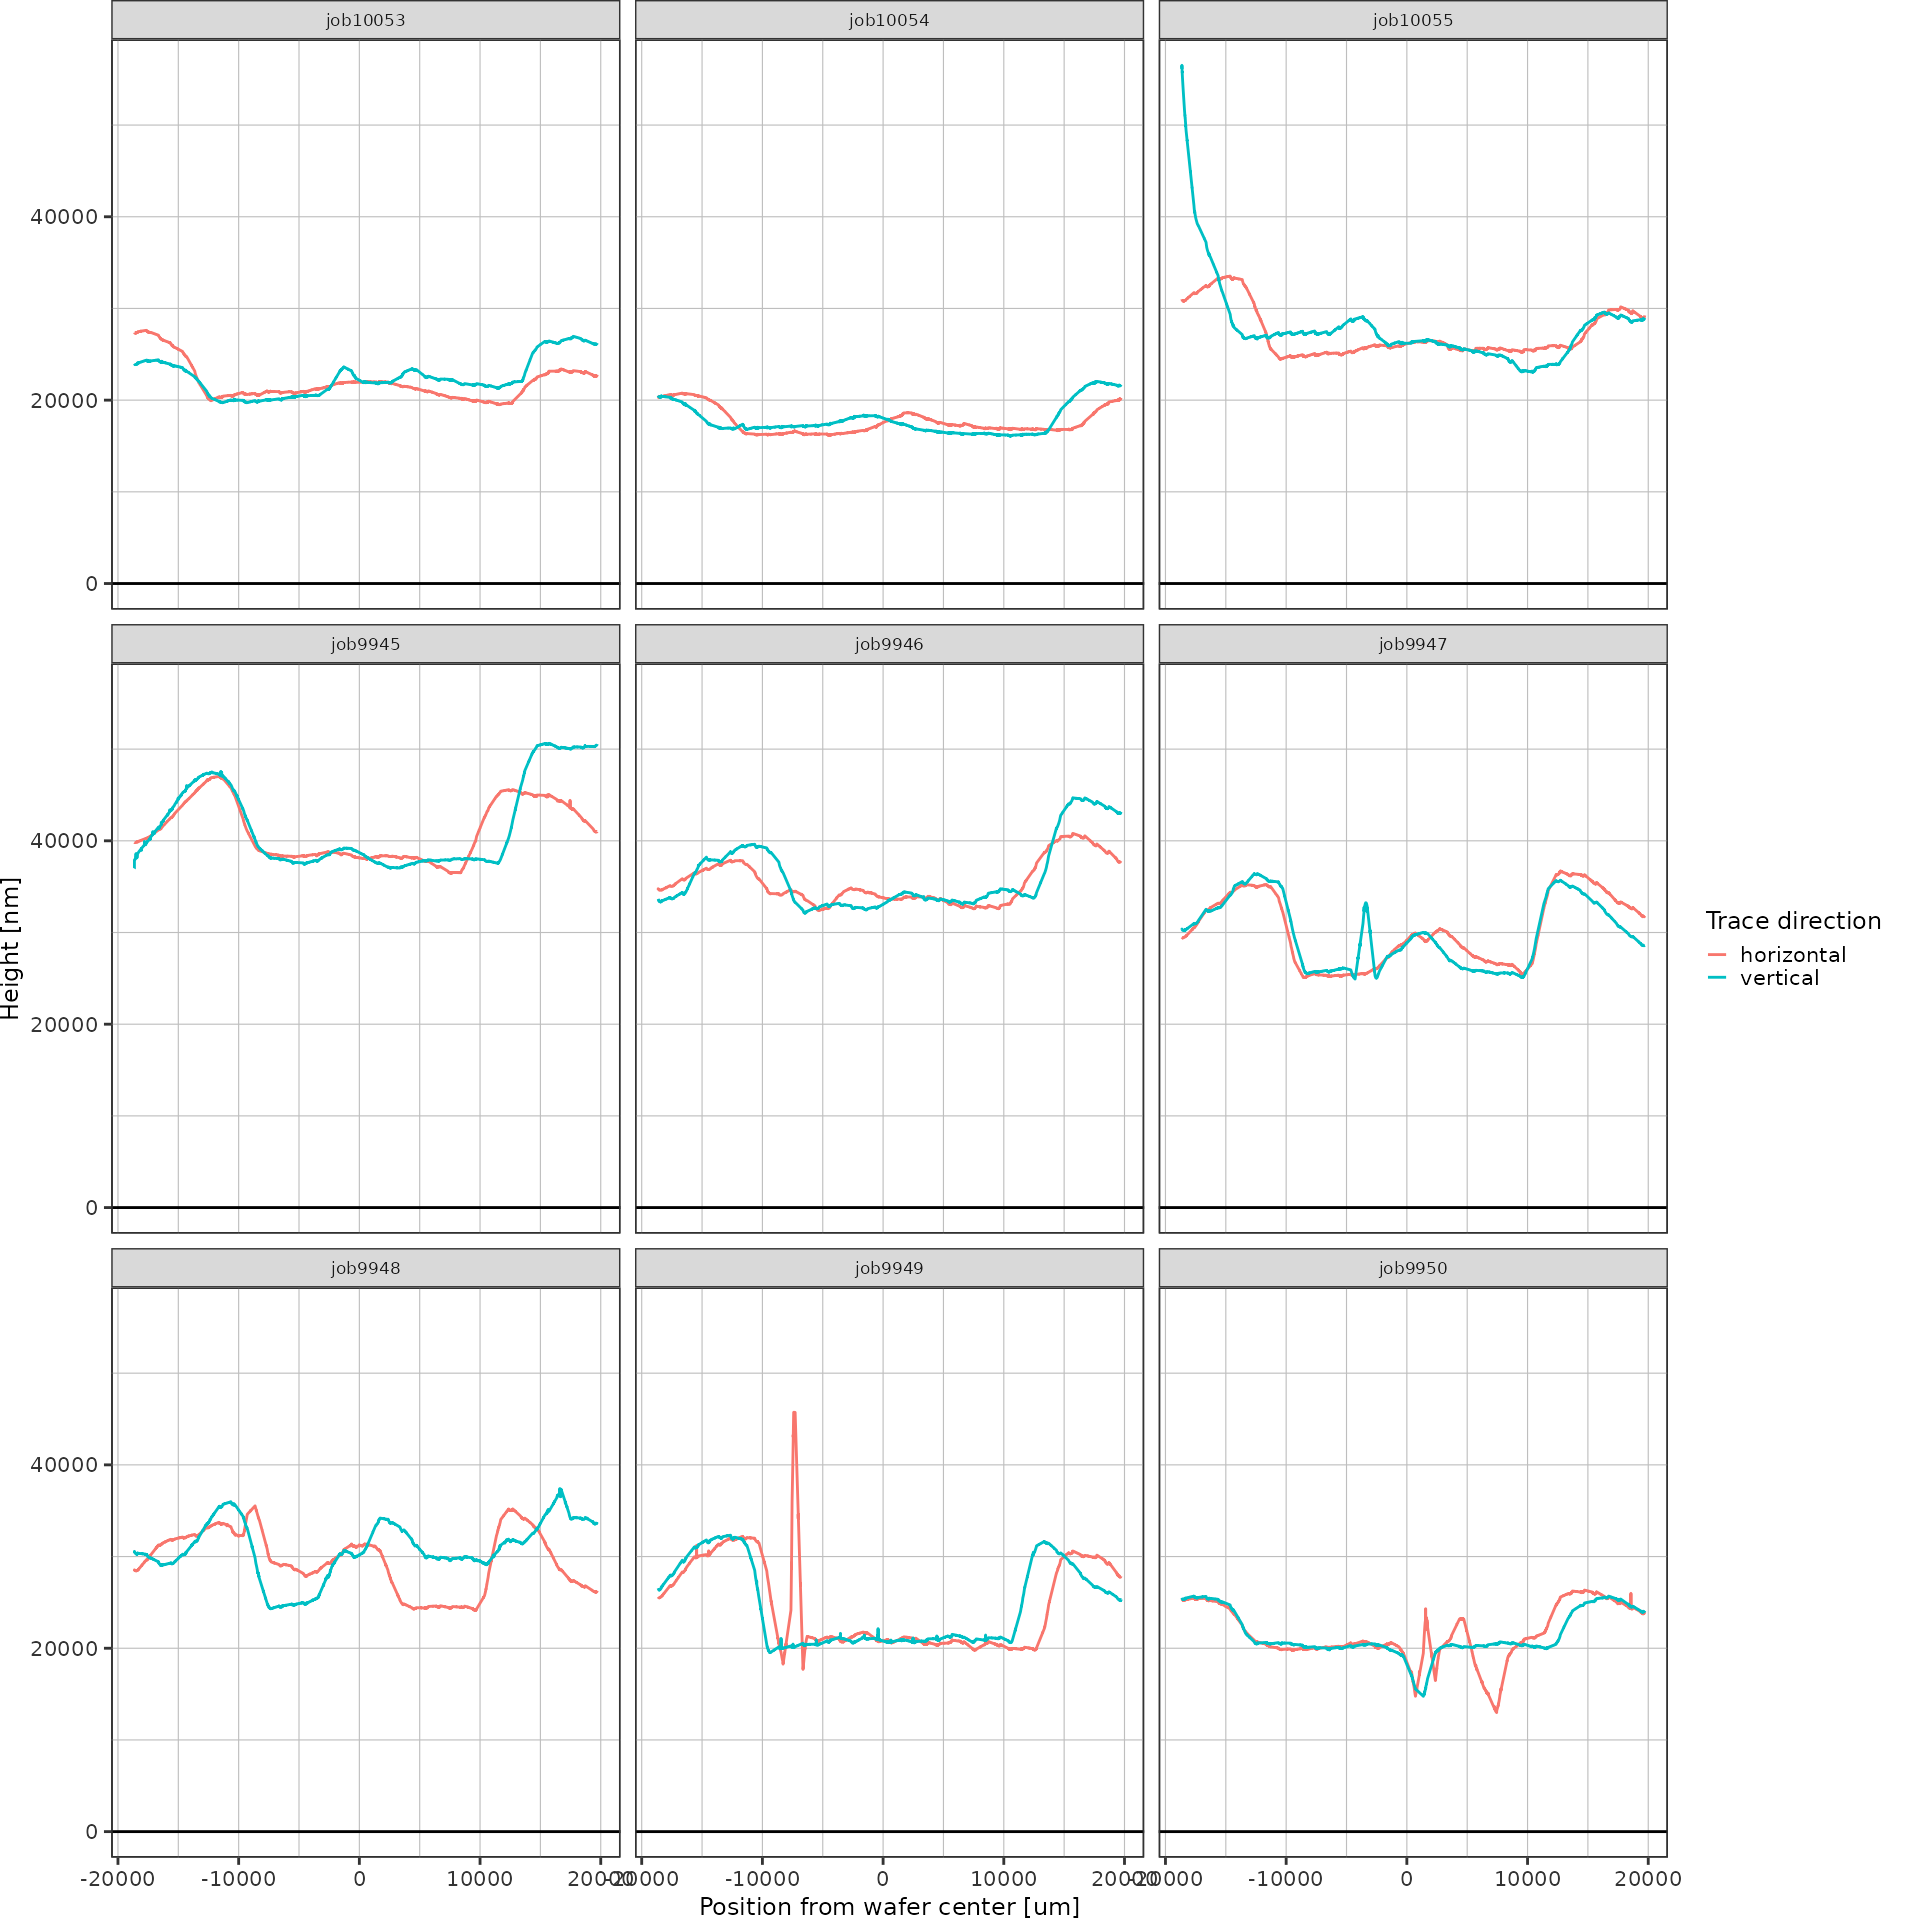 job10053 job10054 job10055
40000
20000
0
job9945 job9946 job9947
40000
20000
0
Height [nm]
Trace direction
horizontal
vertical
job9948 job9949 job9950
40000
20000
0
-20000 -10000 0 10000 20000 -20000 -10000 0 10000 20000 -20000 -10000 0 10000 20000
Position from wafer center [um]